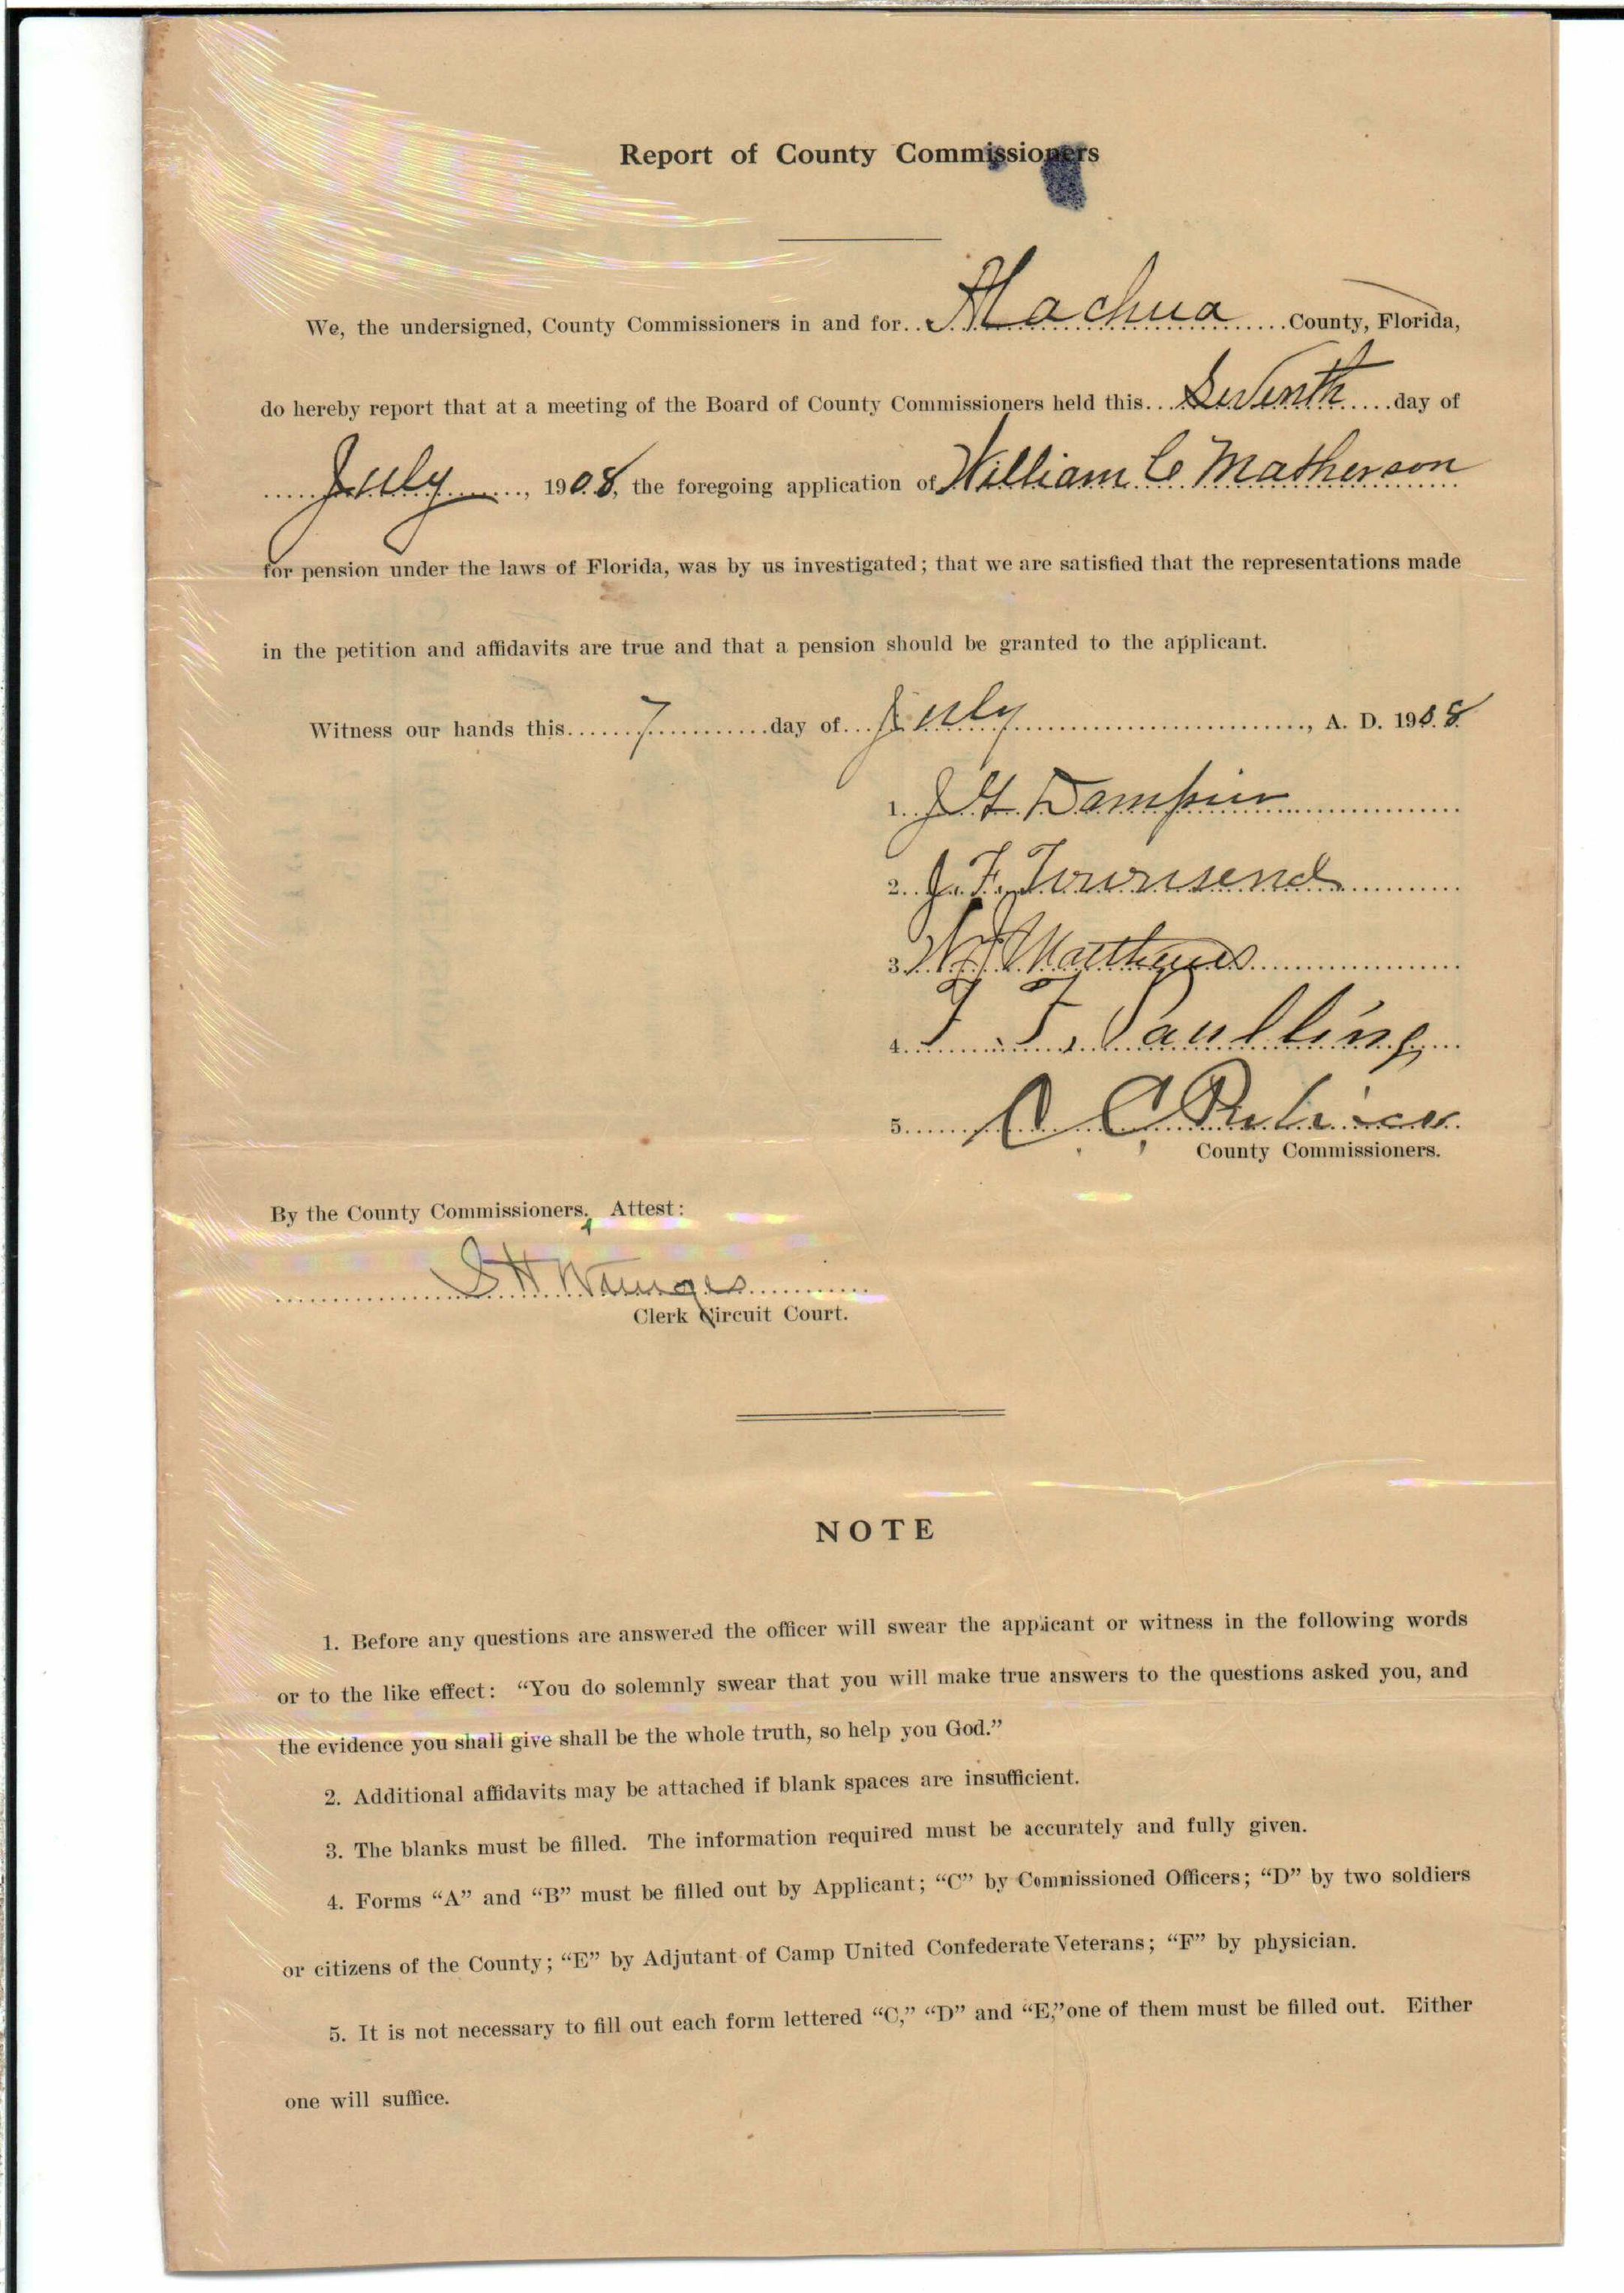 Report of County Commissioners
We, the undersigned, County Commissioners in and for Alachua County, Florida,
do hereby report that at a meeting of the Board of County Commissioners held this Seventh day of
July, 1908, the foregoing application of William C Matherson
for pension under the laws of Florida, was by us investigated; that we are satisfied that the representations made
in the petition and affidavits are true and that a pension should be granted to the applicant.
Witness our hands this 7 day of July, A. D. 1908
1. J G Dampier
2. J. F. Townsend
3. Matthews
4. Paulling
5.
County Commissioners.
By the County Commissioners, Attest:
S H Wienges
Clerk Circuit Court.
NOTE
1. Before any questions are answered the officer will swear the applicant or witness in the following words
or to the like effect: “You do solemnly swear that you will make true answers to the questions asked you, and
the evidence you shall give shall be the whole truth, so help you God.”
2. Additional affidavits may be attached if blank spaces are insufficient.
3. The blanks must be filled. The information required must be accurately and fully given.
4. Forms “A” and “B” must be filled out by Applicant; “C” by Commissioned Officers; “D” by two soldiers
or citizens of the County; “E” by Adjutant of Camp United Confederate Veterans; “F” by physician.
5. It is not necessary to fill out each form lettered “C,” “D” and “E,” one of them must be filled out. Either
one will suffice.